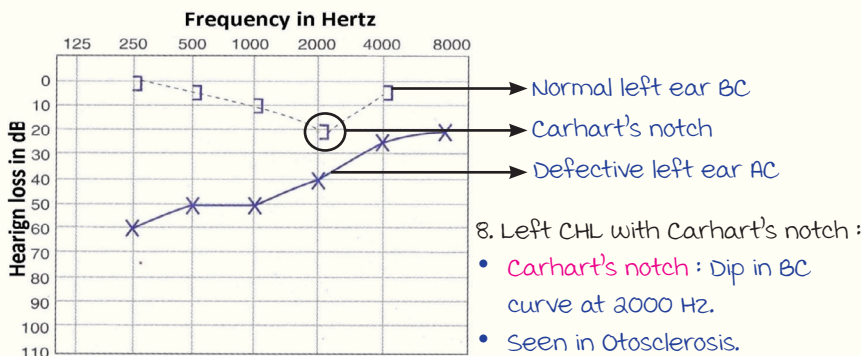 Frequency in Hertz
125 250 500 1000 2000 4000 8000
Hearign loss in dB
0
10
20
30
40
50
60
70
80
90
100
110
Normal left ear BC
Carhart's notch
Defective left ear AC
8. Left CHL with Carhart's notch :
• Carhart's notch : Dip in BC
curve at 2000 Hz.
• Seen in Otosclerosis.